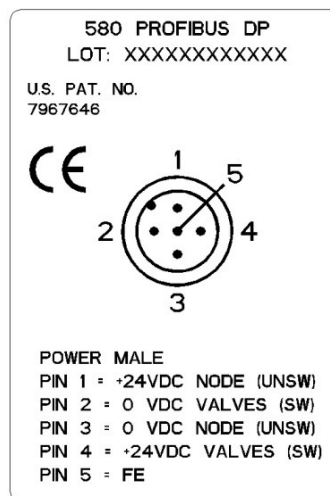 580 PROFIBUS DP
LOT: XXXXXXXXXXXX
U.S. PAT. NO.
7967646
CE
1
5
2
4
3
POWER MALE
PIN 1 = +24VDC NODE (UNSW)
PIN 2 = 0 VDC VALVES (SW)
PIN 3 = 0 VDC NODE (UNSW)
PIN 4 = +24VDC VALVES (SW)
PIN 5 = FE